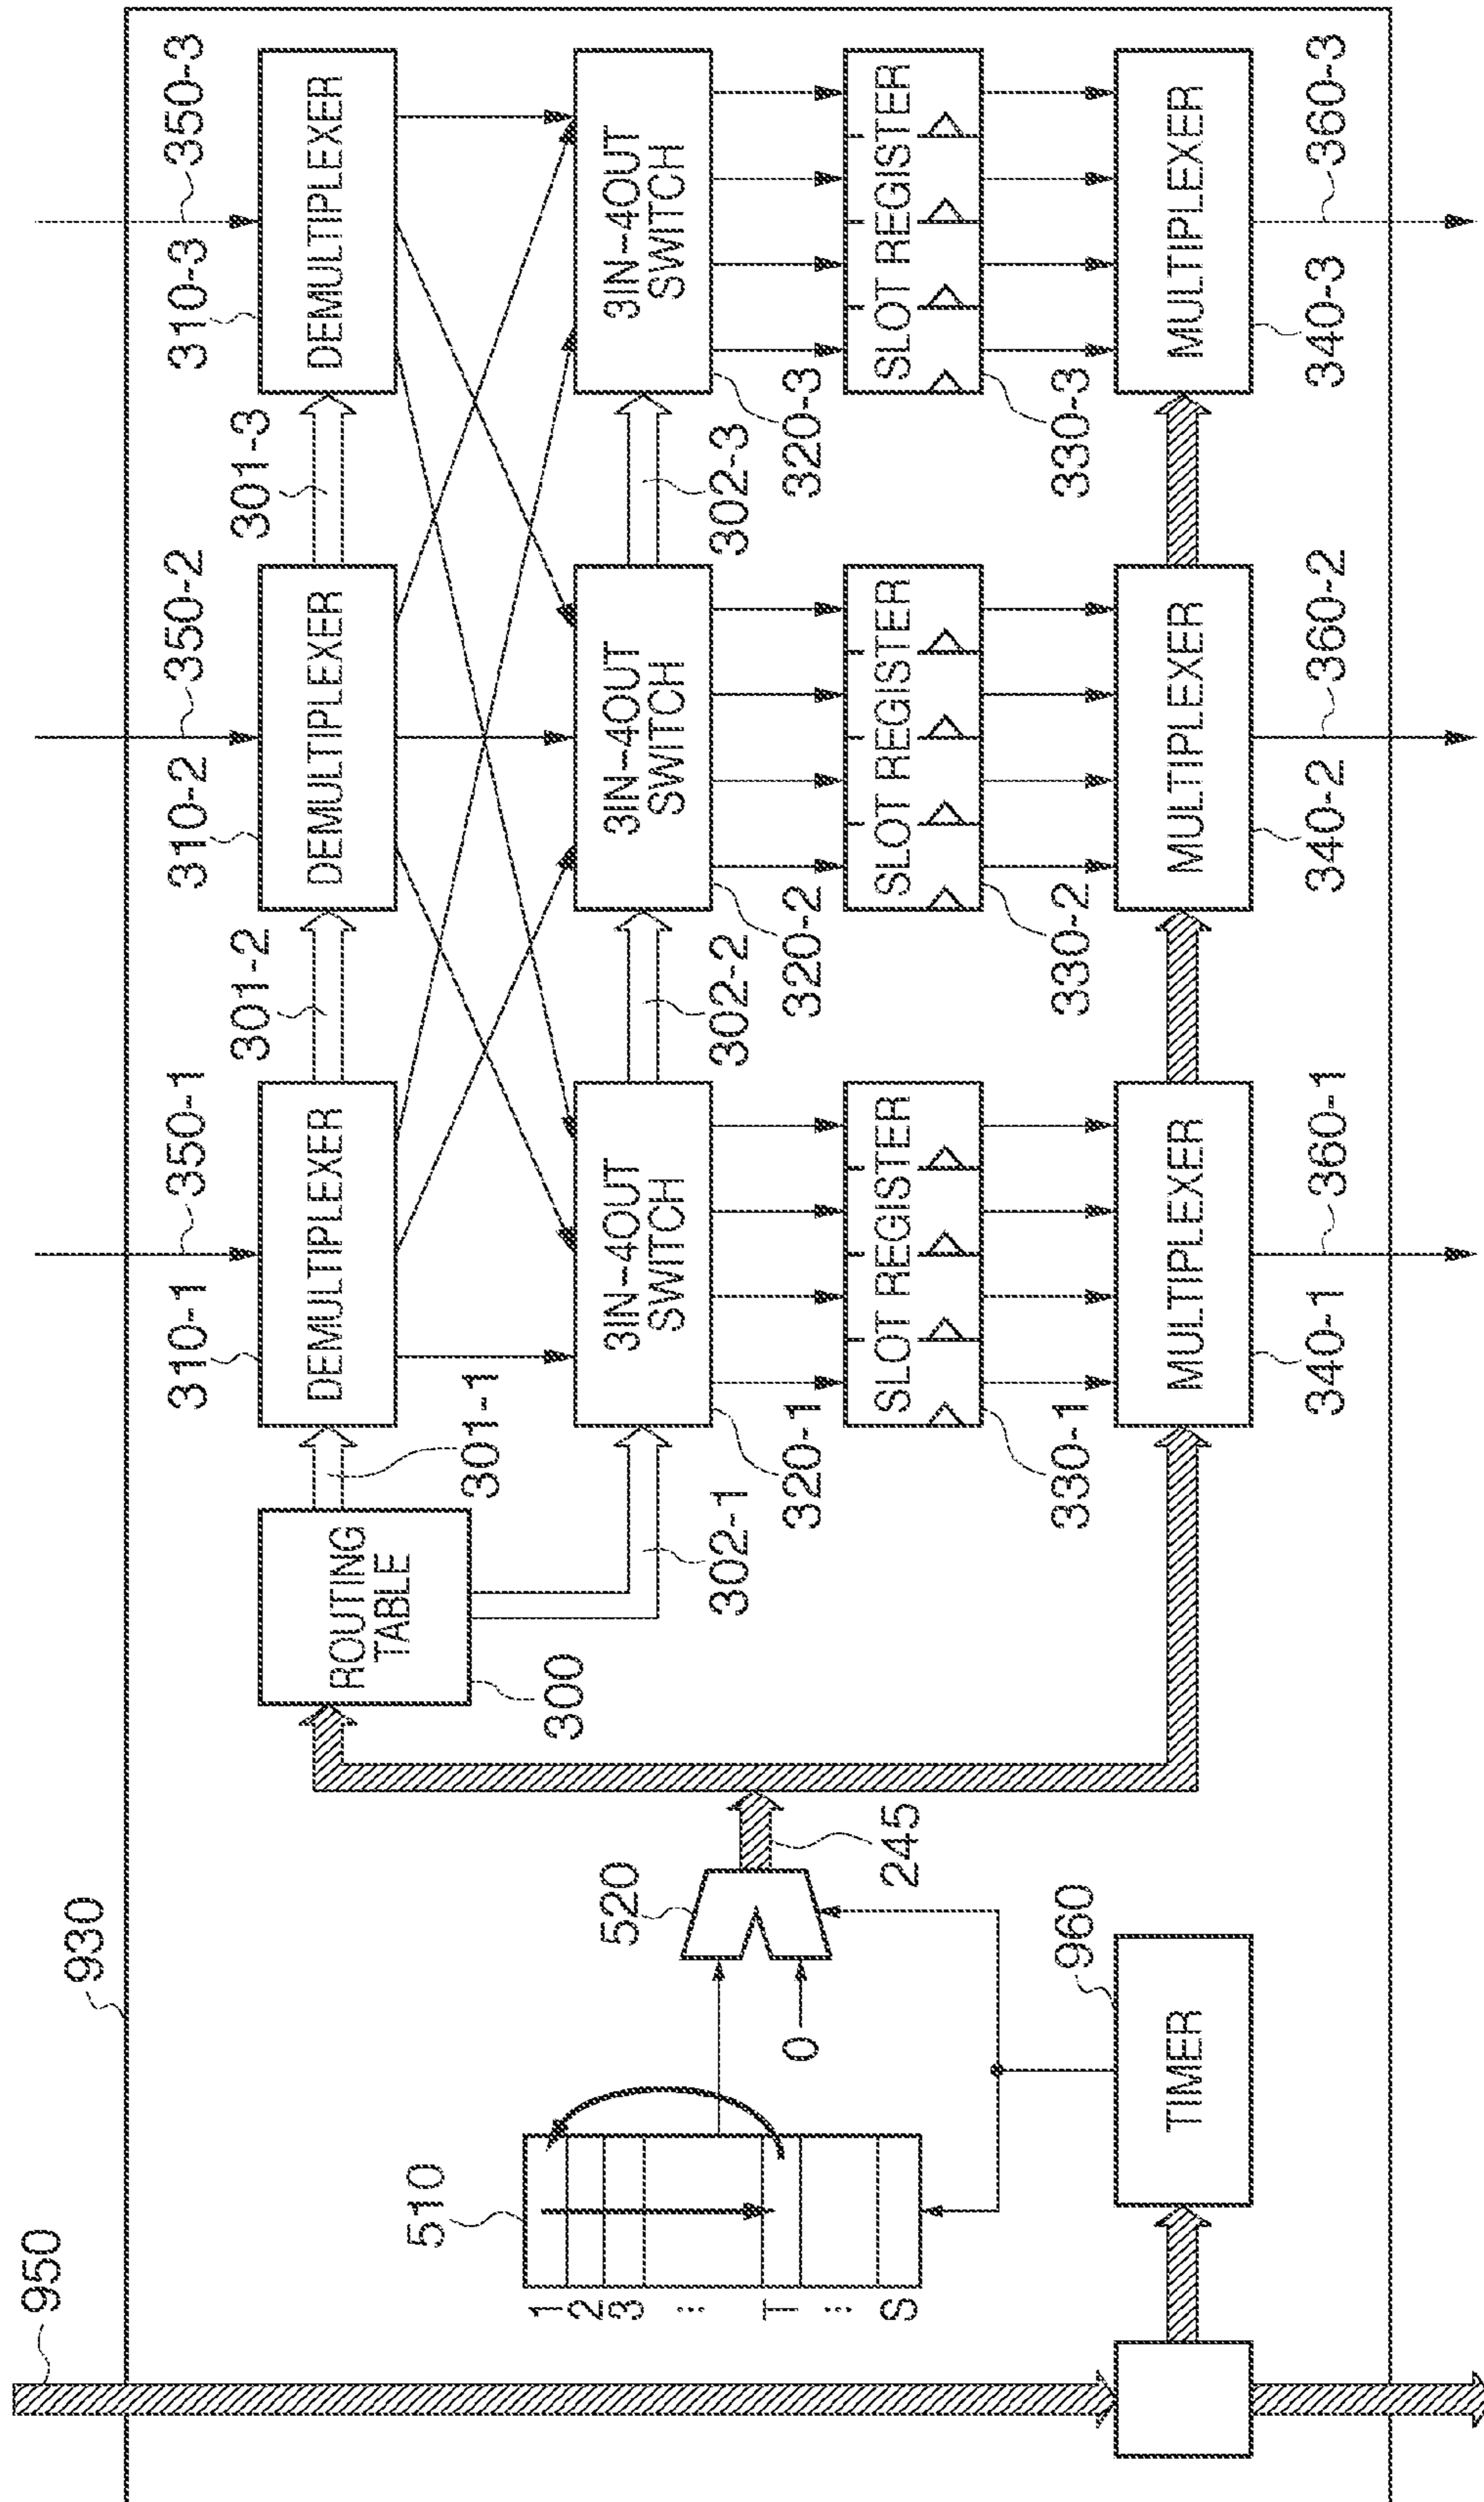 930
950
350-1
350-2
350-3
310-1
310-2
310-3
301-2
301-3
ROUTING
TABLE
DEMULTIPLEXER
DEMULTIPLEXER
DEMULTIPLEXER
301-1
300
510
1
2
3
:
T
:
S
520
0
245
3IN-4OUT
SWITCH
3IN-4OUT
SWITCH
3IN-4OUT
SWITCH
302-1
302-2
302-3
320-1
320-2
320-3
SLOT REGISTER
SLOT REGISTER
SLOT REGISTER
330-1
330-2
330-3
960
TIMER
MULTIPLEXER
MULTIPLEXER
MULTIPLEXER
340-1
340-2
340-3
360-1
360-2
360-3